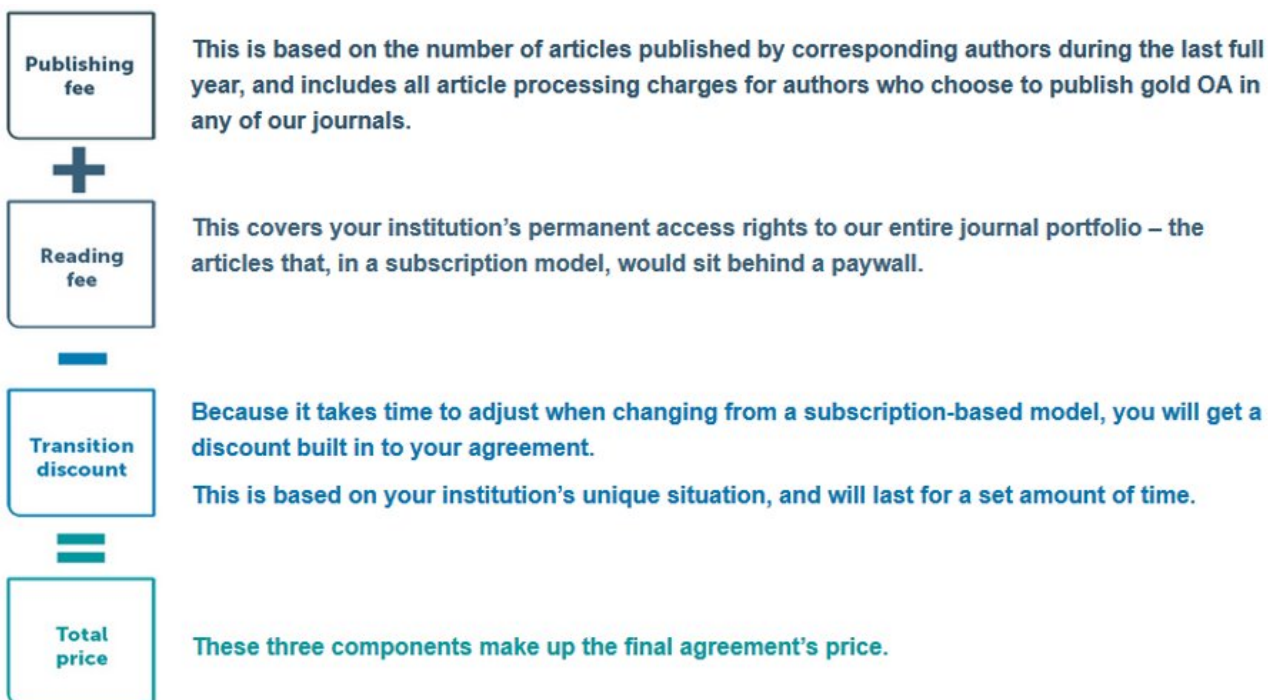 Publishing
fee
This is based on the number of articles published by corresponding authors during the last full
year, and includes all article processing charges for authors who choose to publish gold OA in
any of our journals.
+
Reading
fee
This covers your institution’s permanent access rights to our entire journal portfolio – the
articles that, in a subscription model, would sit behind a paywall.
−
Transition
discount
Because it takes time to adjust when changing from a subscription-based model, you will get a
discount built in to your agreement.
This is based on your institution’s unique situation, and will last for a set amount of time.
=
Total
price
These three components make up the final agreement’s price.